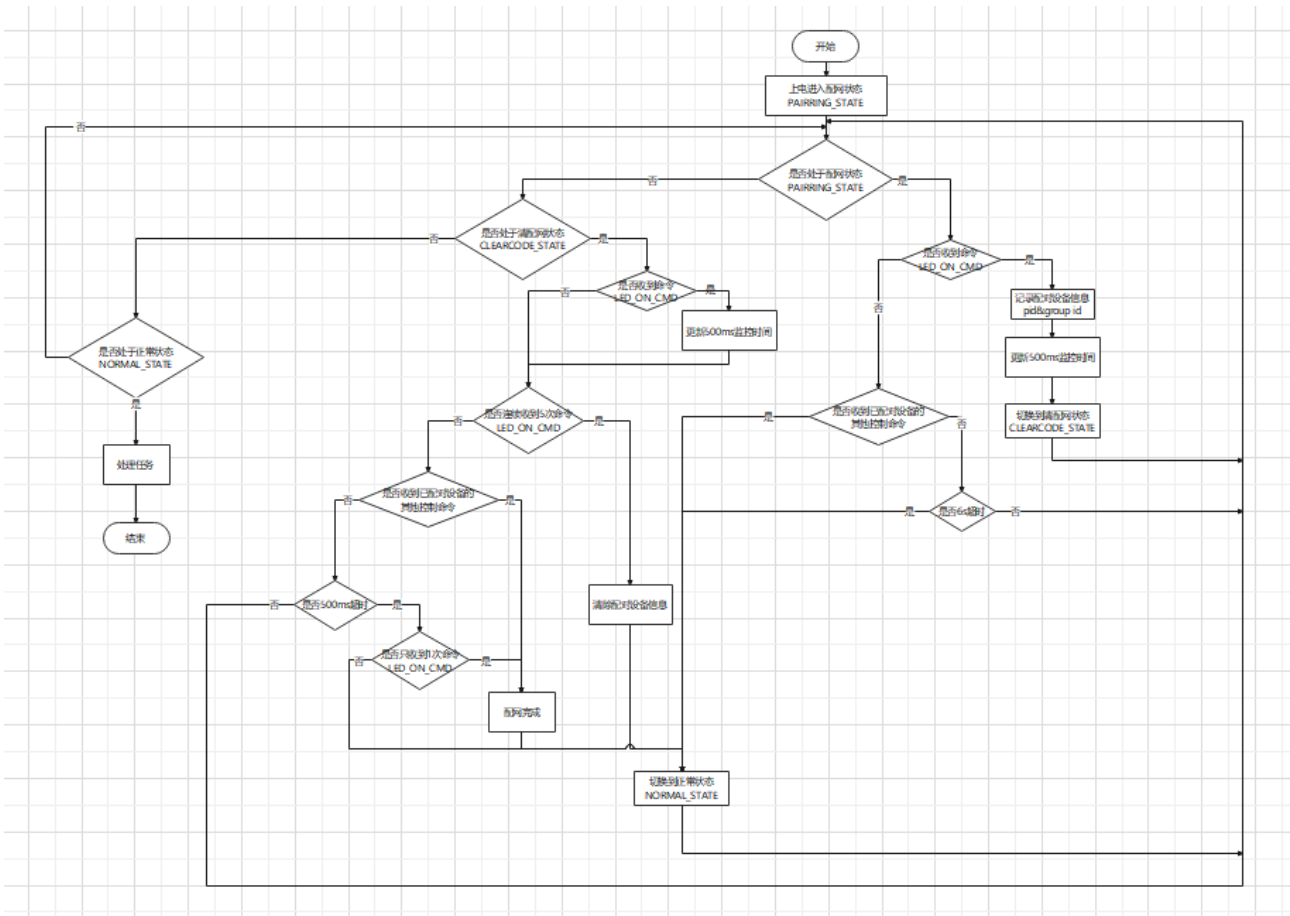 开始
上电进入配网状态
PAIRRING_STATE
否
是否处于配网状态
PAIRRING_STATE
否
是
是否处于清配网状态
CLEARCODE_STATE
否
是
是否收到命令
LED_ON_CMD
是
否
记录配对设备信息
pid&group id
更新500ms监控时间
切换到清配网状态
CLEARCODE_STATE
是否收到命令
LED_ON_CMD
否
是
更新500ms监控时间
是否处于正常状态
NORMAL_STATE
是
处理任务
结束
是否连续收到5次命令
LED_ON_CMD
否
是
是否收到已配对设备的
其他控制命令
是
否
是否6s超时
是
否
是否收到已配对设备的
其他控制命令
否
是
是否500ms超时
否
是
清除配对设备信息
是否只收到1次命令
LED_ON_CMD
否
是
配网完成
切换到正常状态
NORMAL_STATE